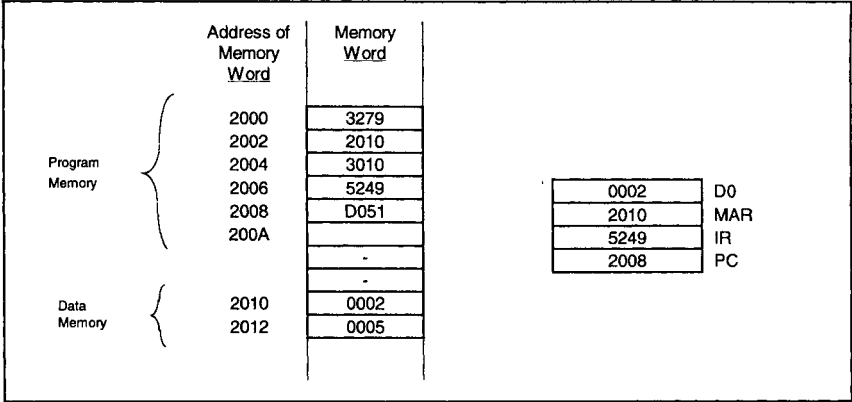 Address of Memory Word
Memory Word
Program Memory
2000 3279
2002 2010
2004 3010
2006 5249
2008 D051
200A
-
-
Data Memory
2010 0002
2012 0005
0002 D0
2010 MAR
5249 IR
2008 PC